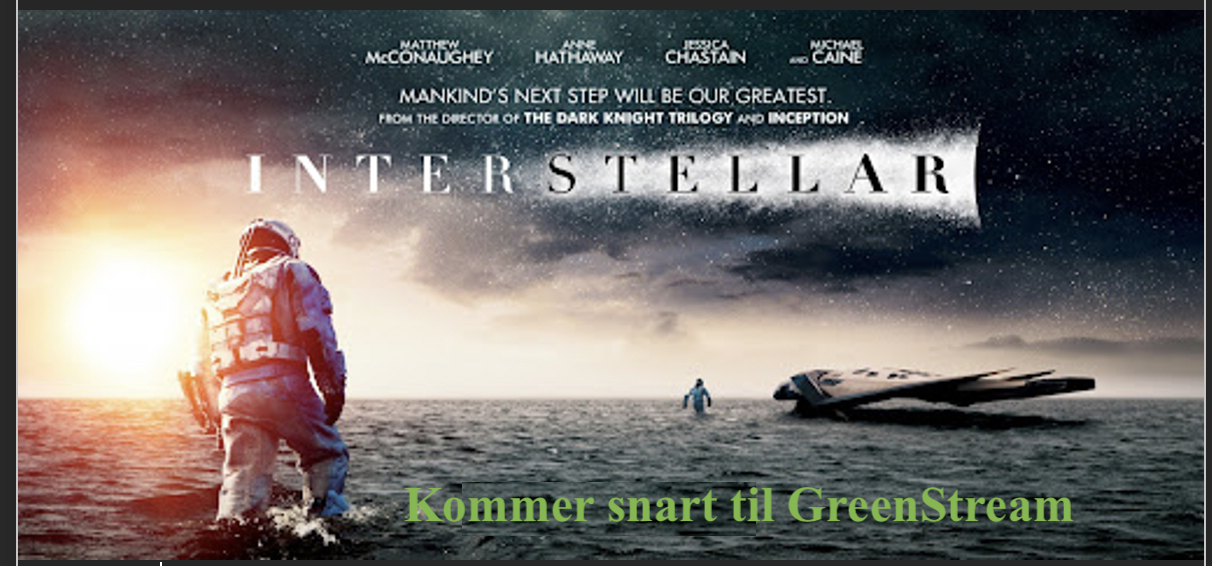 MATTHEW ANNE JESSICA MICHAEL
McCONAUGHEY HATHAWAY CHASTAIN AND CAINE
MANKIND'S NEXT STEP WILL BE OUR GREATEST.
FROM THE DIRECTOR OF THE DARK KNIGHT TRILOGY AND INCEPTION
INTERSTELLAR
Kommer snart til GreenStream